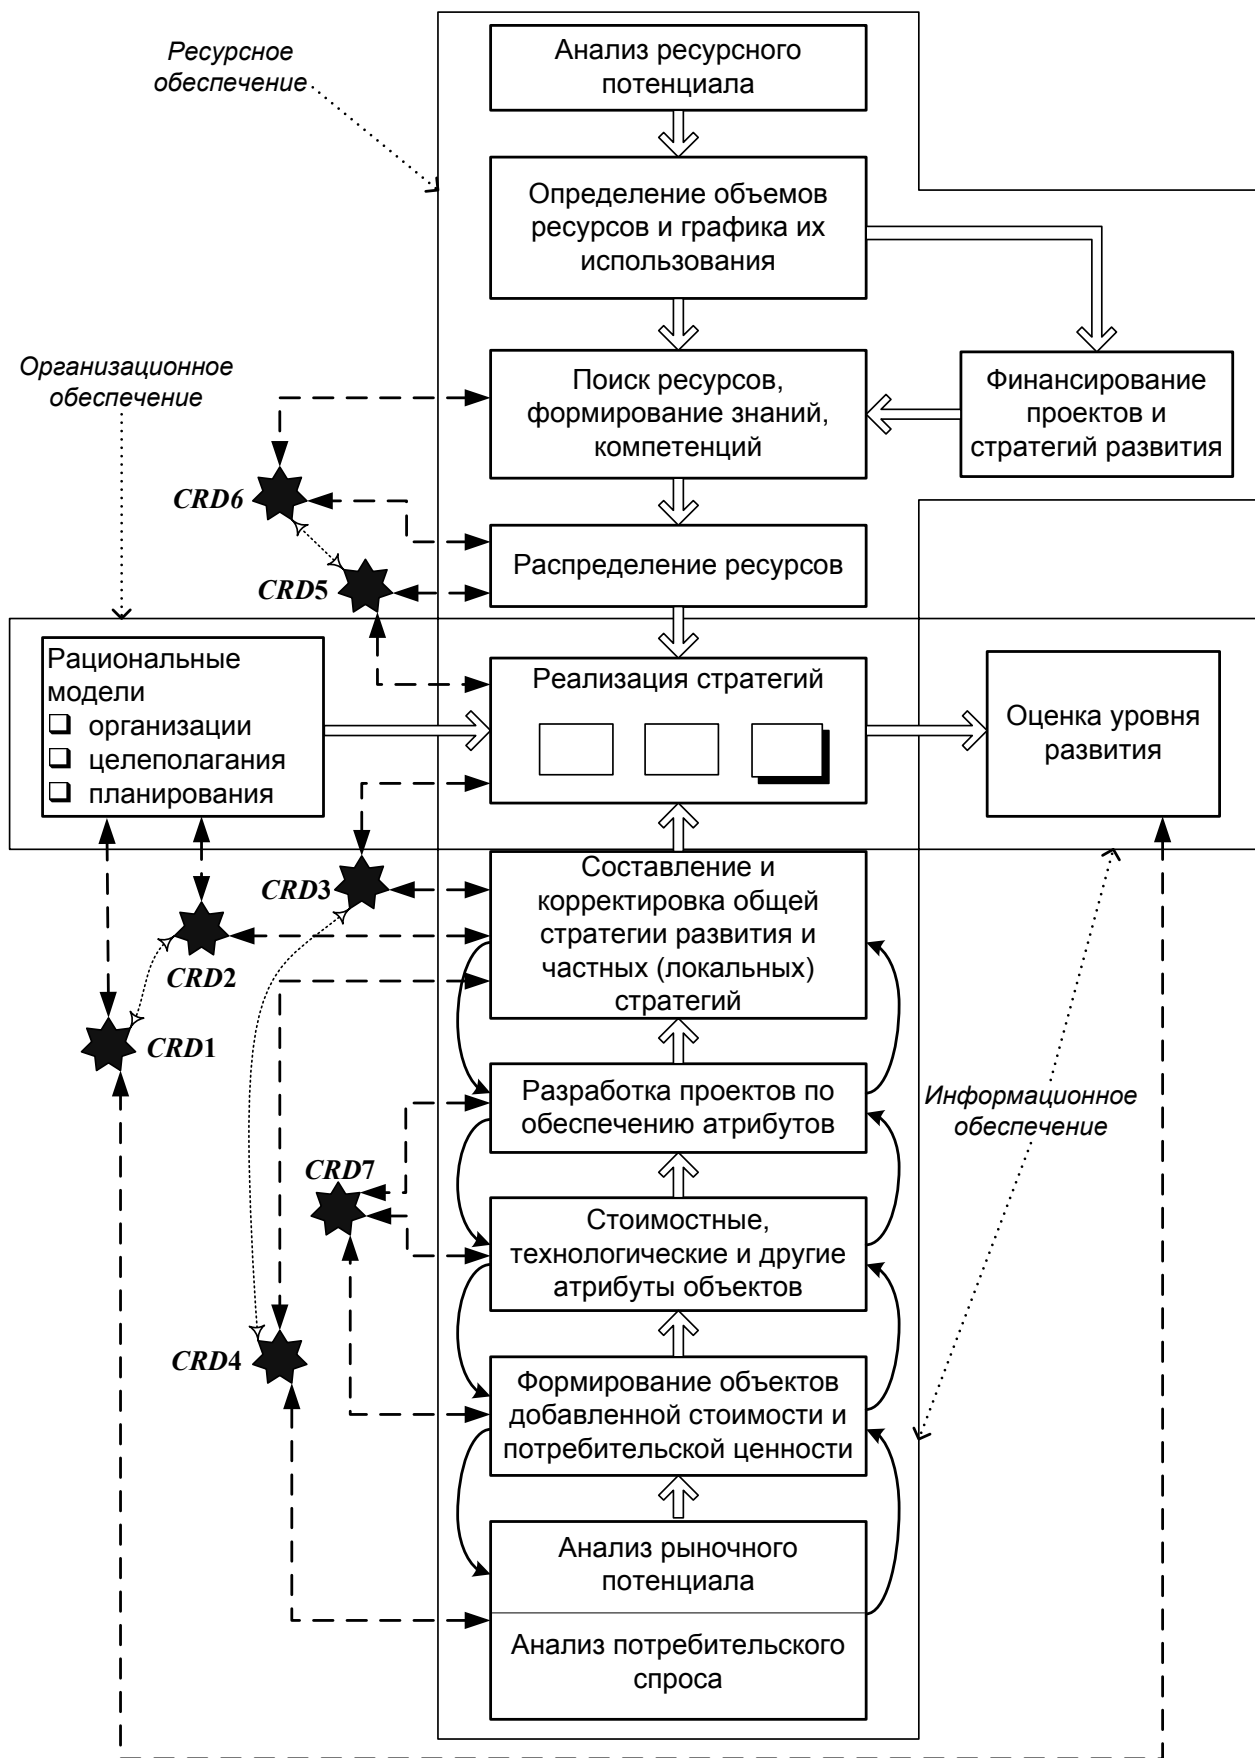 Ресурсное
обеспечение
Анализ ресурсного
потенциала
Определение объемов
ресурсов и графика их
использования
Организационное
обеспечение
Поиск ресурсов,
формирование знаний,
компетенций
Финансирование
проектов и
стратегий развития
CRD6
Распределение ресурсов
CRD5
Рациональные
модели
❑ организации
❑ целеполагания
❑ планирования
Реализация стратегий
Оценка уровня
развития
Составление и
корректировка общей
стратегии развития и
частных (локальных)
стратегий
CRD3
CRD2
CRD1
Разработка проектов по
обеспечению атрибутов
Информационное
обеспечение
CRD7
Стоимостные,
технологические и другие
атрибуты объектов
CRD4
Формирование объектов
добавленной стоимости и
потребительской ценности
Анализ рыночного
потенциала
Анализ потребительского
спроса